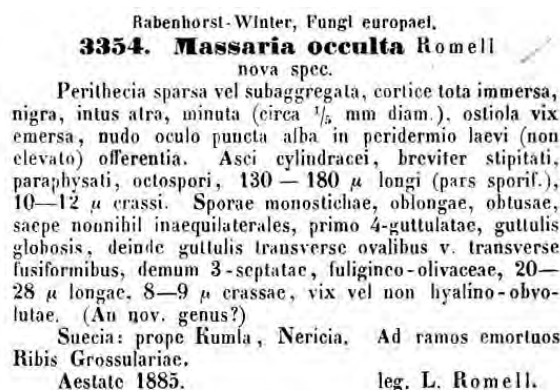 Rabenhorst-Winter, Fungi europaei.
3354. Massaria occulta Romell
nova spec.
Perithecia sparsa vel subaggregata, cortice tota immersa,
nigra, intus atra, minuta (circa 1/5 mm diam.), ostiola vix
emersa, nudo oculo puncta alba in peridermio laevi (non
elevato) offerentia. Asci cylindracei, breviter stipitati,
paraphysati, octospori, 130 — 180 μ longi (pars sporif.),
10—12 μ crassi. Sporae monostichae, oblongae, obtusae,
saepe nonnihil inaequilaterales, primo 4-guttulatae, guttulis
globosis, deinde guttulis transverse ovalibus v. transverse
fusiformibus, demum 3-septatae, fuligineo-olivaceae, 20—
28 μ longae, 8—9 μ crassae, vix vel non hyalino-obvo-
lutae. (An nov. genus?)
Suecia: prope Kumla, Nericia. Ad ramos emortuos
Ribis Grossulariae.
Aestate 1885. leg. L. Romell.